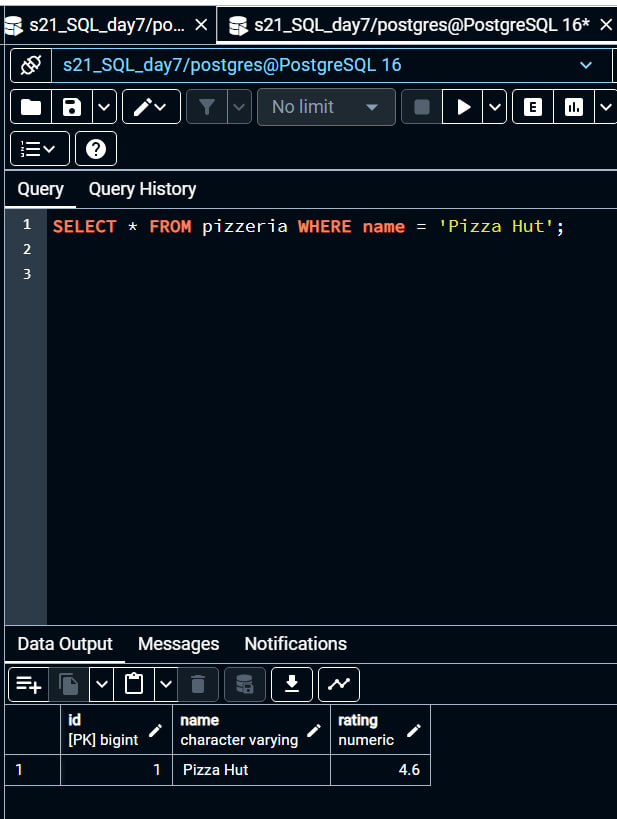 s21_SQL_day7/po... s21_SQL_day7/postgres@PostgreSQL 16*
s21_SQL_day7/postgres@PostgreSQL 16
No limit E
Query Query History
1 SELECT * FROM pizzeria WHERE name = 'Pizza Hut';
2
3
Data Output Messages Notifications
id name rating
[PK] bigint character varying numeric
1 1 Pizza Hut 4.6